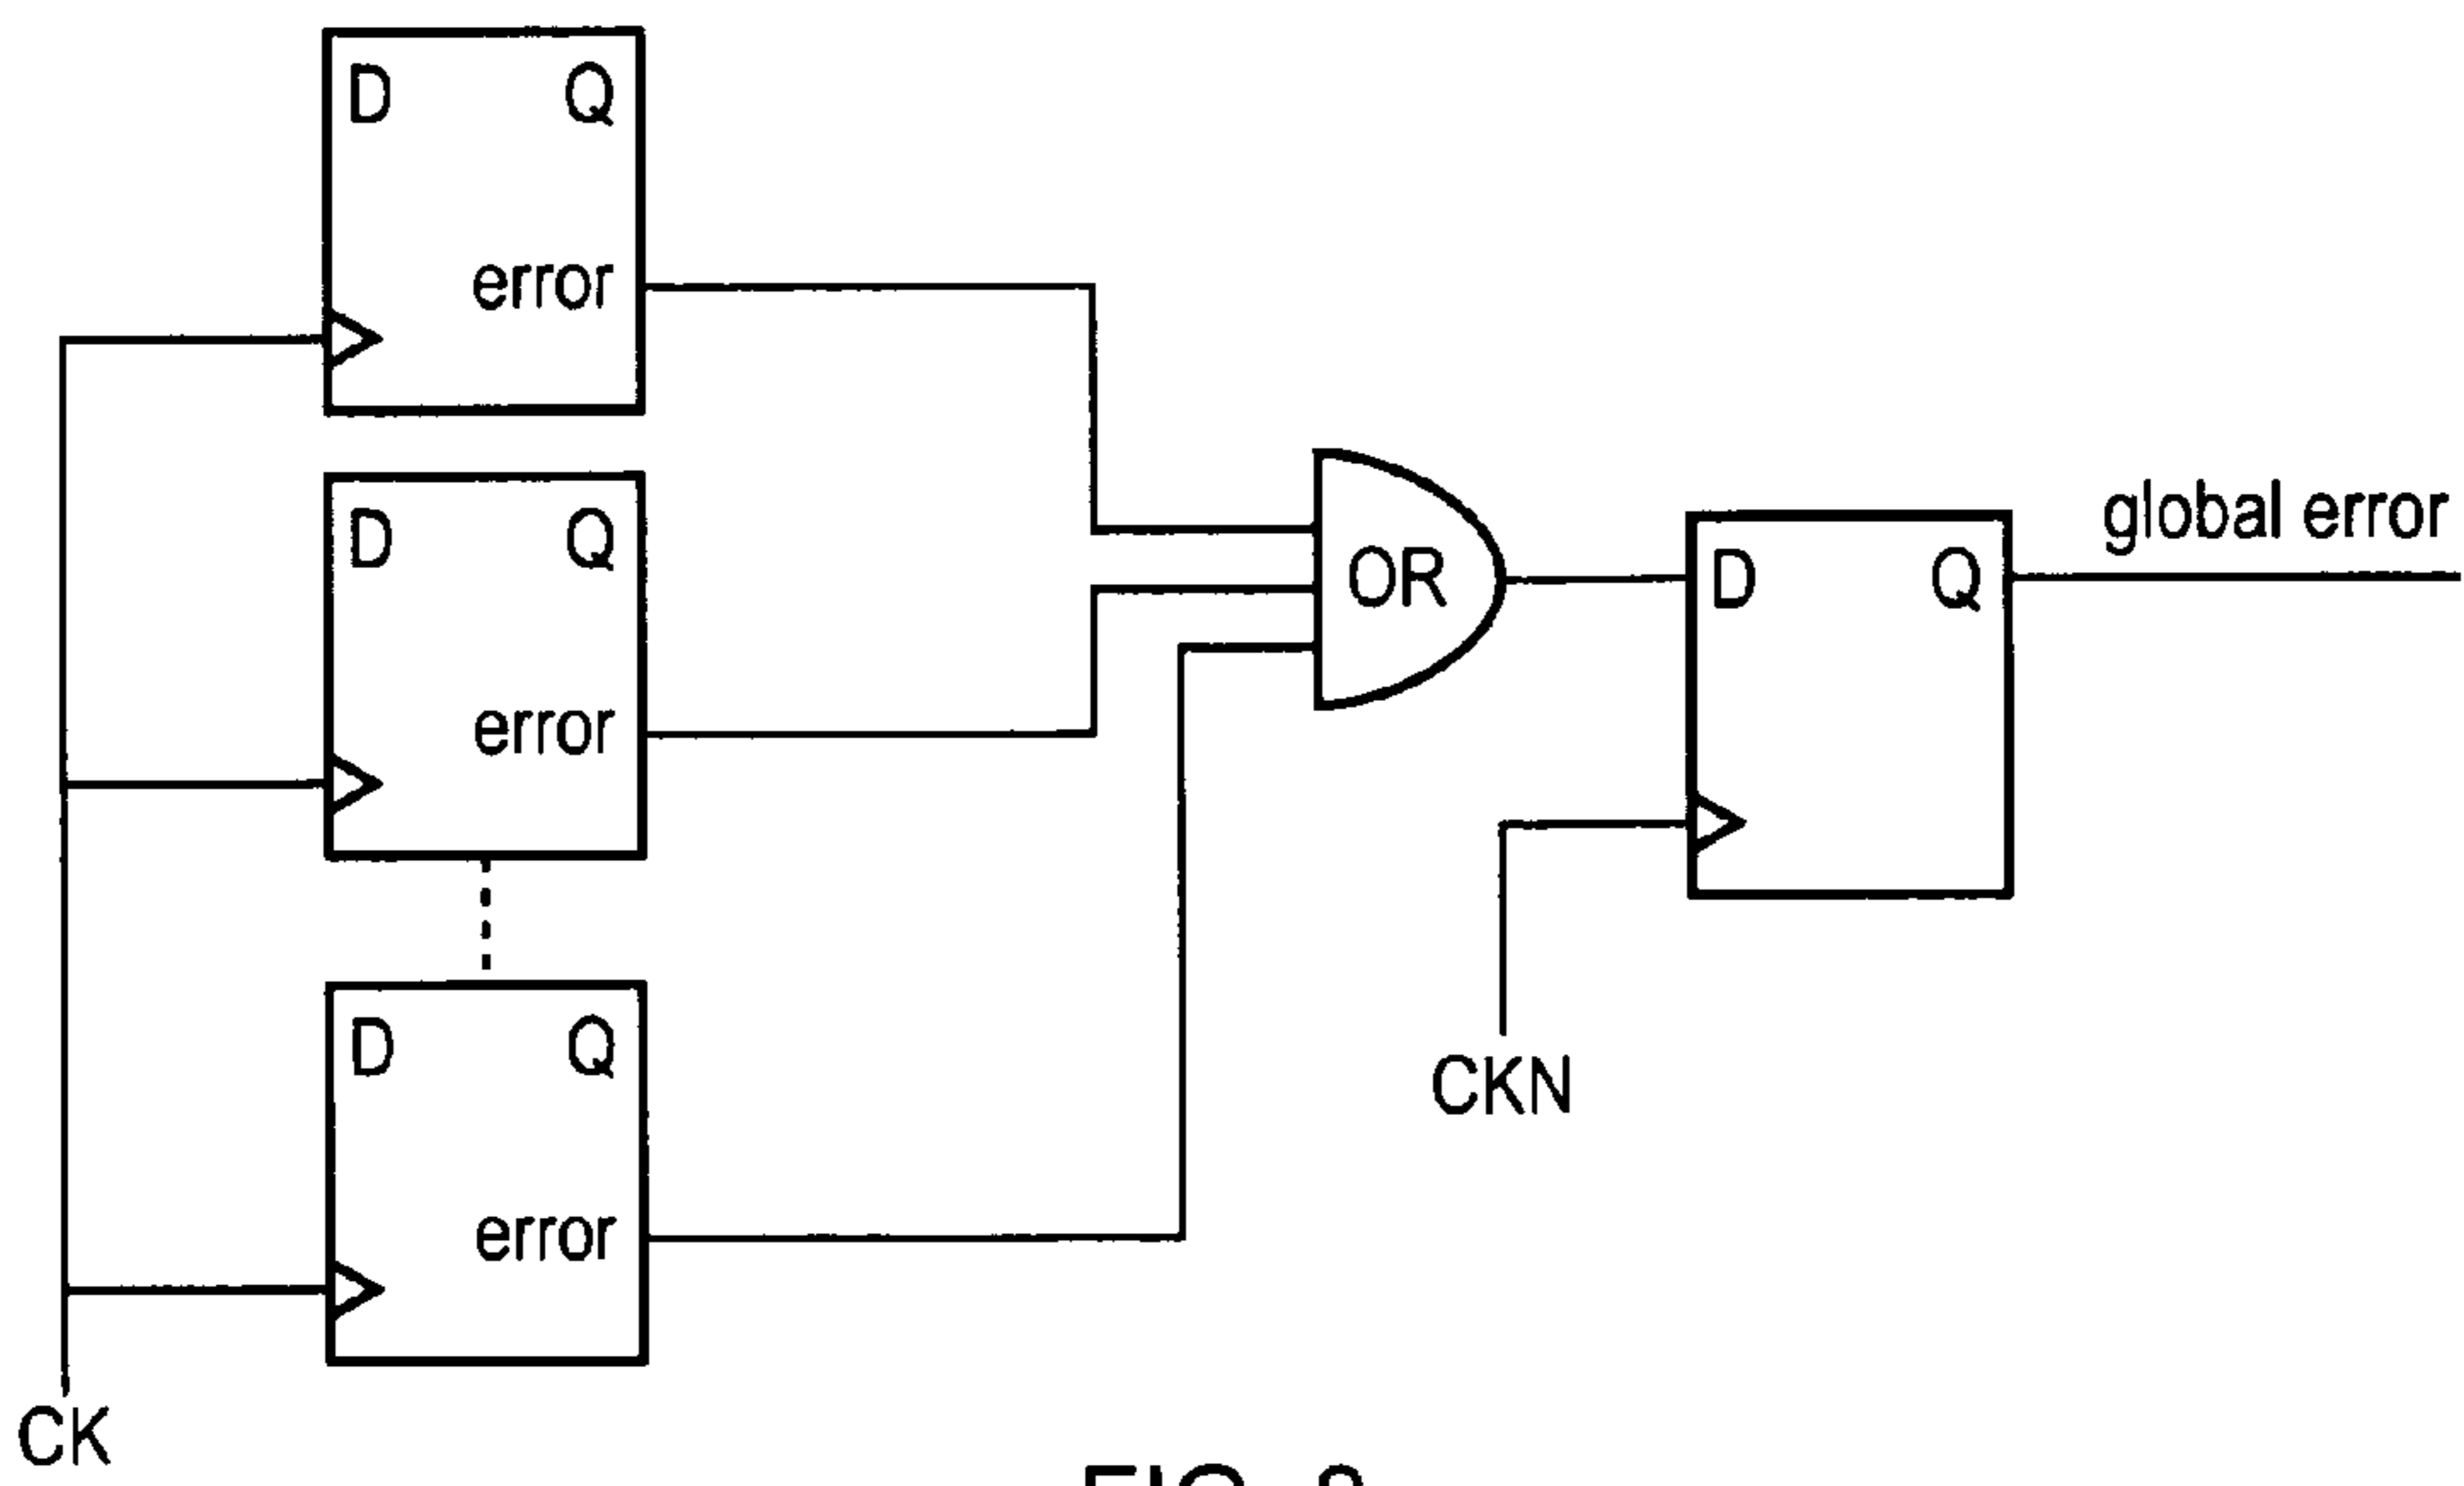 D Q
error
D Q
error
D Q
error
CK
OR
D Q
CKN
global error